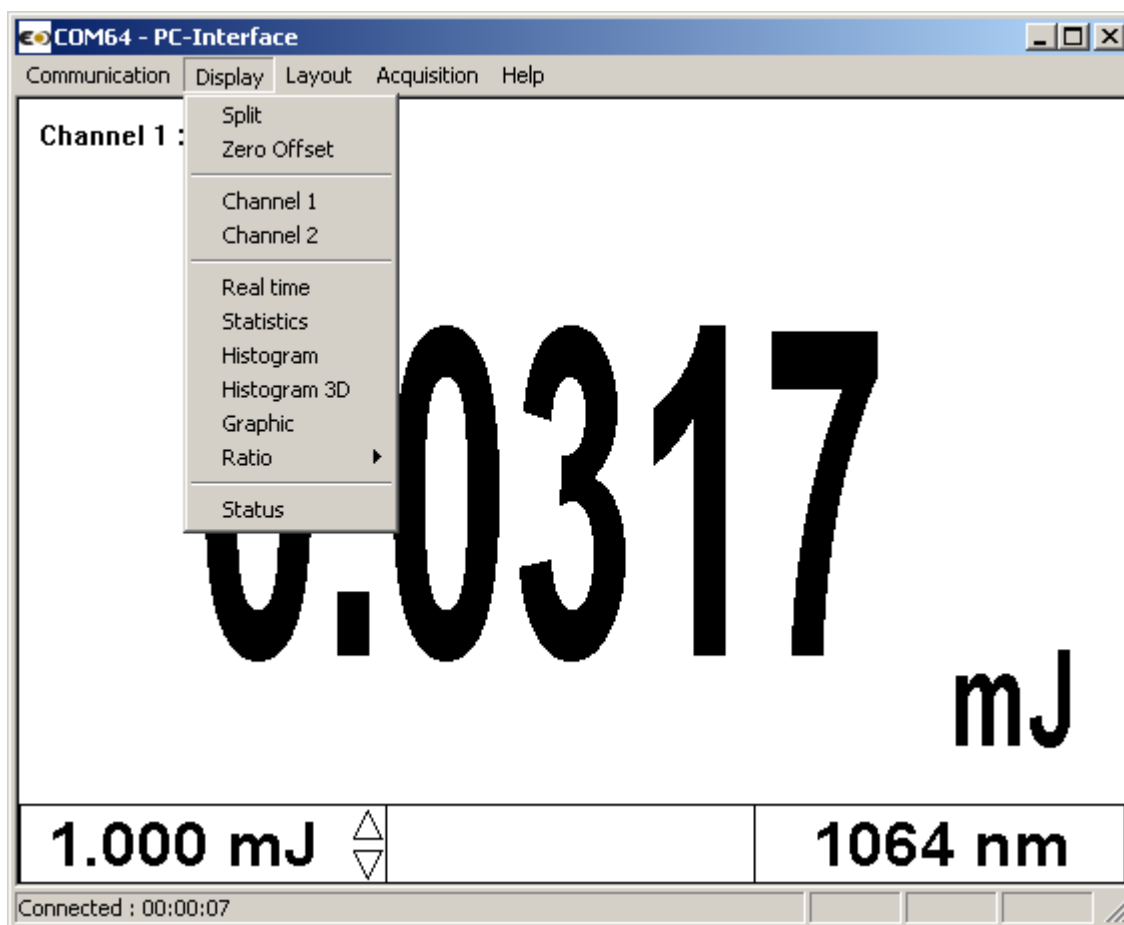 COM64 - PC-Interface
Communication Display Layout Acquisition Help
Channel 1 :
Split
Zero Offset
Channel 1
Channel 2
Real time
Statistics
Histogram
Histogram 3D
Graphic
Ratio
Status
0.0317
mJ
1.000 mJ
1064 nm
Connected : 00:00:07